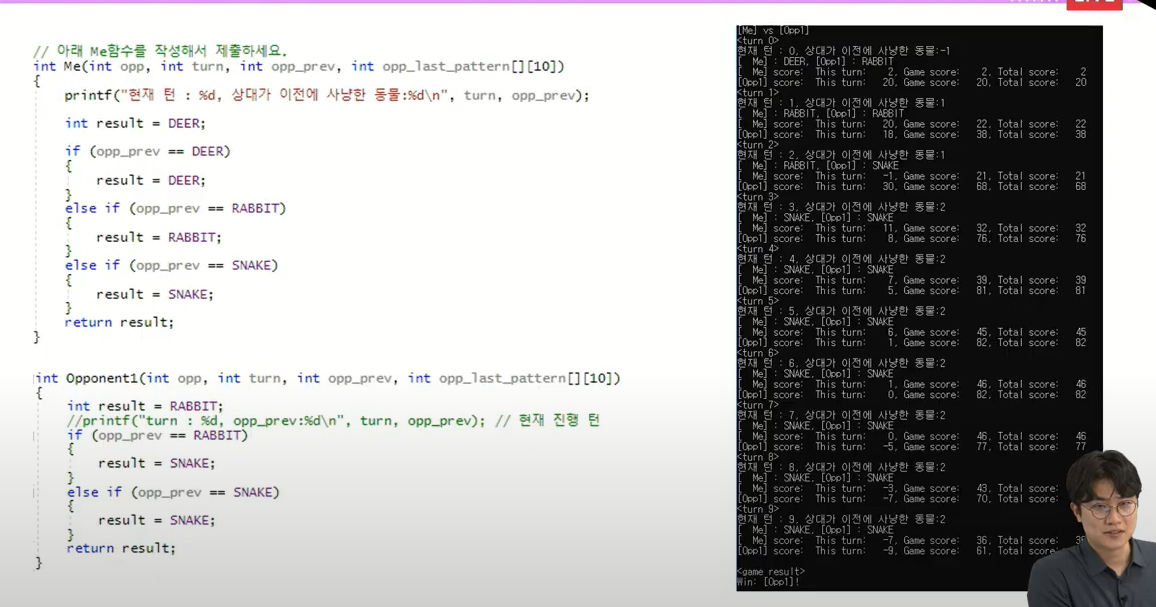 // 아래 Me함수를 작성해서 제출하세요.
int Me(int opp, int turn, int opp_prev, int opp_last_pattern[][10])
{
printf("현재 턴 : %d, 상대가 이전에 사냥한 동물:%d\n", turn, opp_prev);
int result = DEER;
if (opp_prev == DEER)
{
result = DEER;
}
else if (opp_prev == RABBIT)
{
result = RABBIT;
}
else if (opp_prev == SNAKE)
{
result = SNAKE;
}
return result;
}
int Opponent1(int opp, int turn, int opp_prev, int opp_last_pattern[][10])
{
int result = RABBIT;
//printf("turn : %d, opp_prev:%d\n", turn, opp_prev); // 현재 진행 턴
if (opp_prev == RABBIT)
{
result = SNAKE;
}
else if (opp_prev == SNAKE)
{
result = SNAKE;
}
return result;
}
[Me] vs [Opp1]
<turn 0>
현재 턴 : 0, 상대가 이전에 사냥한 동물:-1
[ Me] : DEER, [Opp1] : RABBIT
[ Me] score: This turn: 2, Game score: 2, Total score: 2
[Opp1] score: This turn: 20, Game score: 20, Total score: 20
<turn 1>
현재 턴 : 1, 상대가 이전에 사냥한 동물:1
[ Me] : RABBIT, [Opp1] : RABBIT
[ Me] score: This turn: 20, Game score: 22, Total score: 22
[Opp1] score: This turn: 18, Game score: 38, Total score: 38
<turn 2>
현재 턴 : 2, 상대가 이전에 사냥한 동물:1
[ Me] : RABBIT, [Opp1] : SNAKE
[ Me] score: This turn: -1, Game score: 21, Total score: 21
[Opp1] score: This turn: 30, Game score: 68, Total score: 68
<turn 3>
현재 턴 : 3, 상대가 이전에 사냥한 동물:2
[ Me] : SNAKE, [Opp1] : SNAKE
[ Me] score: This turn: 11, Game score: 32, Total score: 32
[Opp1] score: This turn: 8, Game score: 76, Total score: 76
<turn 4>
현재 턴 : 4, 상대가 이전에 사냥한 동물:2
[ Me] : SNAKE, [Opp1] : SNAKE
[ Me] score: This turn: 7, Game score: 39, Total score: 39
[Opp1] score: This turn: 5, Game score: 81, Total score: 81
<turn 5>
현재 턴 : 5, 상대가 이전에 사냥한 동물:2
[ Me] : SNAKE, [Opp1] : SNAKE
[ Me] score: This turn: 6, Game score: 45, Total score: 45
[Opp1] score: This turn: 1, Game score: 82, Total score: 82
<turn 6>
현재 턴 : 6, 상대가 이전에 사냥한 동물:2
[ Me] : SNAKE, [Opp1] : SNAKE
[ Me] score: This turn: 1, Game score: 46, Total score: 46
[Opp1] score: This turn: 0, Game score: 82, Total score: 82
<turn 7>
현재 턴 : 7, 상대가 이전에 사냥한 동물:2
[ Me] : SNAKE, [Opp1] : SNAKE
[ Me] score: This turn: 0, Game score: 46, Total score: 46
[Opp1] score: This turn: -5, Game score: 77, Total score: 77
<turn 8>
현재 턴 : 8, 상대가 이전에 사냥한 동물:2
[ Me] : SNAKE, [Opp1] : SNAKE
[ Me] score: This turn: -3, Game score: 43, Total score:
[Opp1] score: This turn: -7, Game score: 70, Total score:
<turn 9>
현재 턴 : 9, 상대가 이전에 사냥한 동물:2
[ Me] : SNAKE, [Opp1] : SNAKE
[ Me] score: This turn: -7, Game score: 36, Total score:
[Opp1] score: This turn: -9, Game score: 61, Total score:
<game result>
Win: [Opp1]!